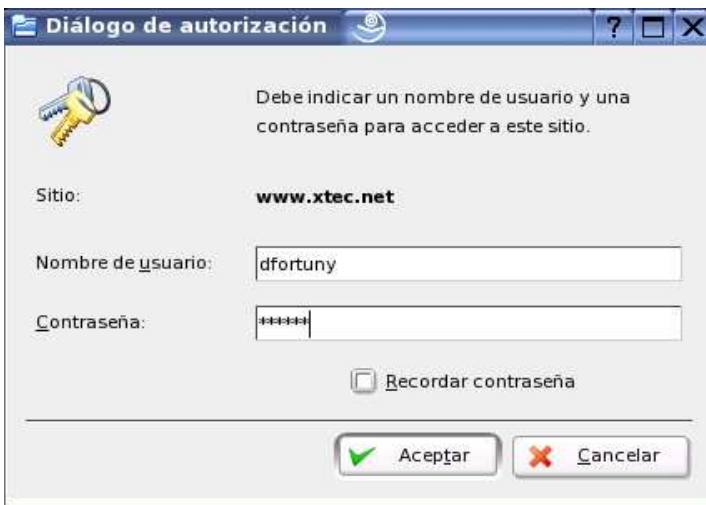 Diálogo de autorización
Debe indicar un nombre de usuario y una
contraseña para acceder a este sitio.
Sitio: www.xtec.net
Nombre de usuario: dfortuny
Contraseña: ******
Recordar contraseña
Aceptar Cancelar